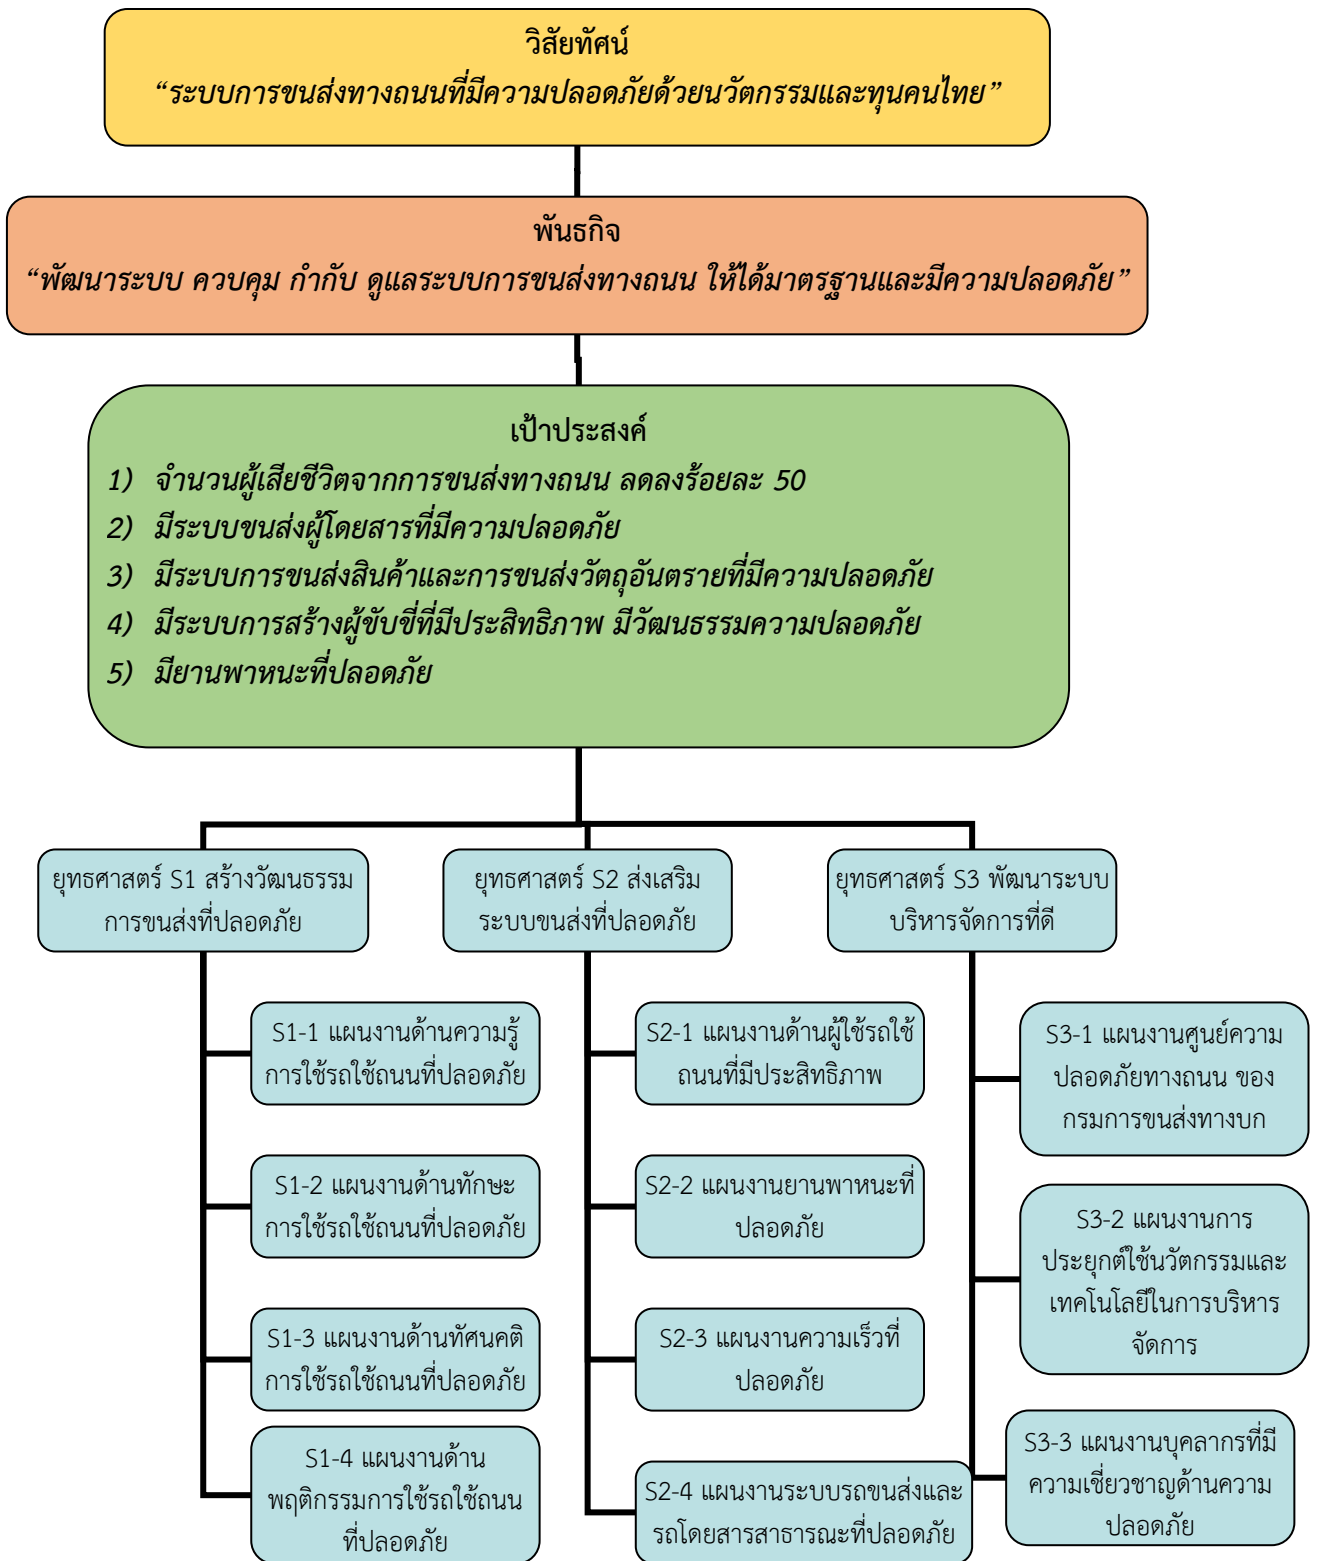 วิสัยทัศน์
“ระบบการขนส่งทางถนนที่มีความปลอดภัยด้วยนวัตกรรมและทุนคนไทย”
พันธกิจ
“พัฒนาระบบ ควบคุม กำกับ ดูแลระบบการขนส่งทางถนน ให้ได้มาตรฐานและมีความปลอดภัย”
เป้าประสงค์
1) จำนวนผู้เสียชีวิตจากการขนส่งทางถนน ลดลงร้อยละ 50
2) มีระบบขนส่งผู้โดยสารที่มีความปลอดภัย
3) มีระบบการขนส่งสินค้าและการขนส่งวัตถุอันตรายที่มีความปลอดภัย
4) มีระบบการสร้างผู้ขับขี่ที่มีประสิทธิภาพ มีวัฒนธรรมความปลอดภัย
5) มียานพาหนะที่ปลอดภัย
ยุทธศาสตร์ S1 สร้างวัฒนธรรม
การขนส่งที่ปลอดภัย
S1-1 แผนงานด้านความรู้
การใช้รถใช้ถนนที่ปลอดภัย
S1-2 แผนงานด้านทักษะ
การใช้รถใช้ถนนที่ปลอดภัย
S1-3 แผนงานด้านทัศนคติ
การใช้รถใช้ถนนที่ปลอดภัย
S1-4 แผนงานด้าน
พฤติกรรมการใช้รถใช้ถนน
ที่ปลอดภัย
ยุทธศาสตร์ S2 ส่งเสริม
ระบบขนส่งที่ปลอดภัย
S2-1 แผนงานด้านผู้ใช้รถใช้
ถนนที่มีประสิทธิภาพ
S2-2 แผนงานยานพาหนะที่
ปลอดภัย
S2-3 แผนงานความเร็วที่
ปลอดภัย
S2-4 แผนงานระบบรถขนส่งและ
รถโดยสารสาธารณะที่ปลอดภัย
ยุทธศาสตร์ S3 พัฒนาระบบ
บริหารจัดการที่ดี
S3-1 แผนงานศูนย์ความ
ปลอดภัยทางถนน ของ
กรมการขนส่งทางบก
S3-2 แผนงานการ
ประยุกต์ใช้นวัตกรรมและ
เทคโนโลยีในการบริหาร
จัดการ
S3-3 แผนงานบุคลากรที่มี
ความเชี่ยวชาญด้านความ
ปลอดภัย